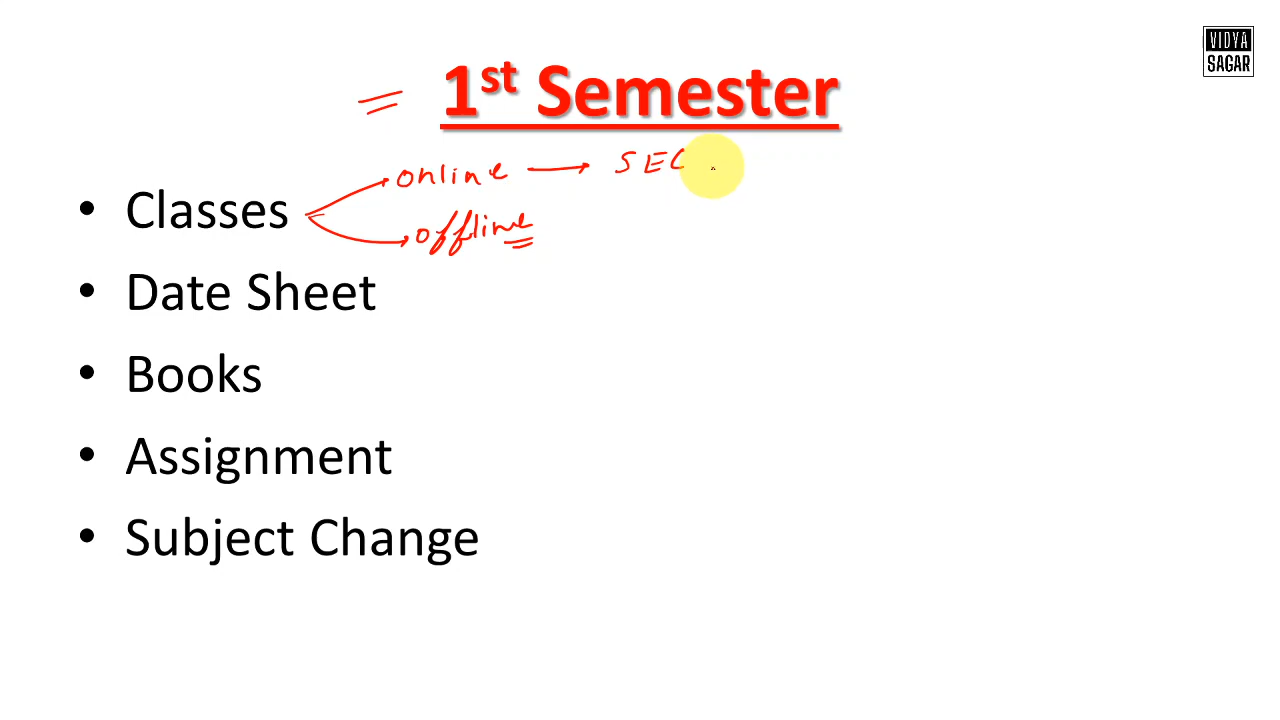 VIDYA
SAGAR
= 1st Semester
online → SEC
• Classes
offline
• Date Sheet
• Books
• Assignment
• Subject Change